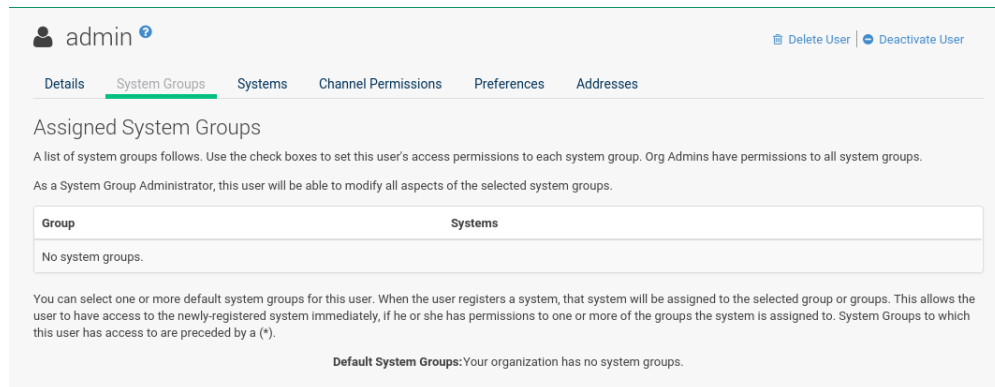 admin ?
Delete User | Deactivate User
Details System Groups Systems Channel Permissions Preferences Addresses
Assigned System Groups
A list of system groups follows. Use the check boxes to set this user's access permissions to each system group. Org Admins have permissions to all system groups.
As a System Group Administrator, this user will be able to modify all aspects of the selected system groups.
Group Systems
No system groups.
You can select one or more default system groups for this user. When the user registers a system, that system will be assigned to the selected group or groups. This allows the
user to have access to the newly-registered system immediately, if he or she has permissions to one or more of the groups the system is assigned to. System Groups to which
this user has access to are preceded by a (*).
Default System Groups:Your organization has no system groups.